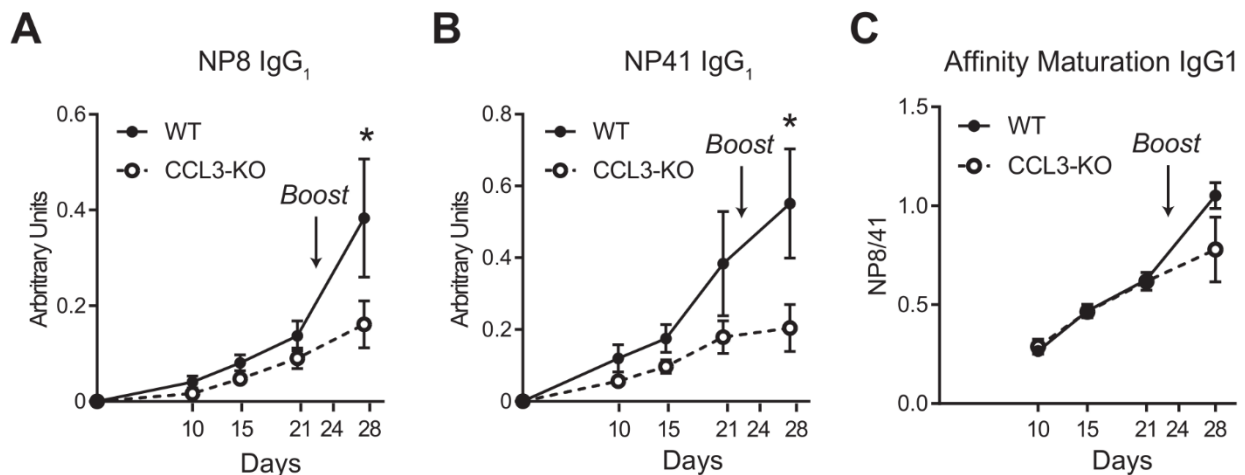 A
NP8 IgG₁
0.6
0.4
0.2
0
Arbritrary Units
WT
CCL3-KO
*
Boost
10 15 21 24 28
Days
B
NP41 IgG₁
0.8
0.6
0.4
0.2
0
Arbritrary Units
WT
CCL3-KO
*
Boost
10 15 21 24 28
Days
C
Affinity Maturation IgG1
1.5
1.0
0.5
0.0
NP8/41
WT
CCL3-KO
Boost
10 15 21 24 28
Days